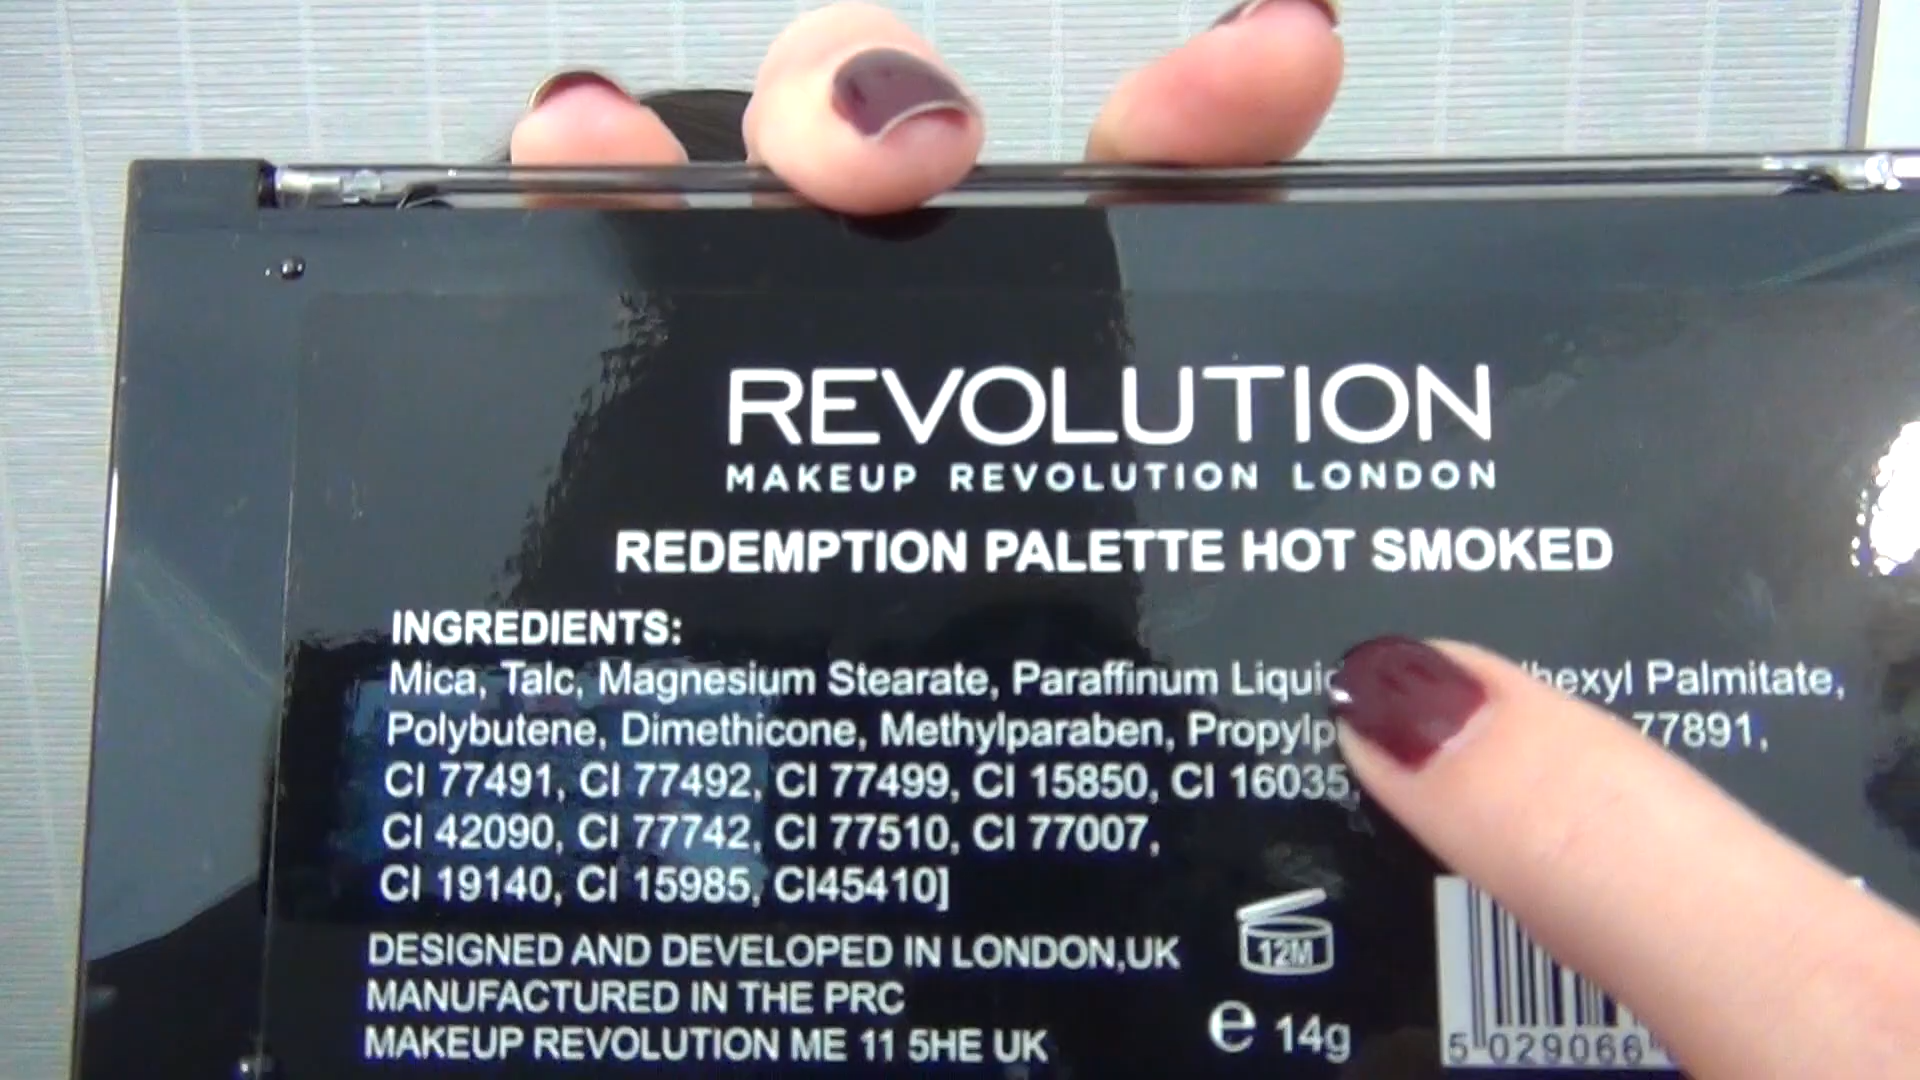 REVOLUTION
MAKEUP REVOLUTION LONDON
REDEMPTION PALETTE HOT SMOKED
INGREDIENTS:
Mica, Talc, Magnesium Stearate, Paraffinum Palmitate,
Polybutene, Dimethicone, Methylparaben, 77891,
CI 77491, CI 77492, CI 77499, CI 15850, CI 16035,
CI 42090, CI 77742, CI 77510, CI 77007,
CI 19140, CI 15985, CI45410]
DESIGNED AND DEVELOPED IN LONDON,UK
MANUFACTURED IN THE PRC
MAKEUP REVOLUTION ME 11 5HE UK
12M
e 14g
5 029066